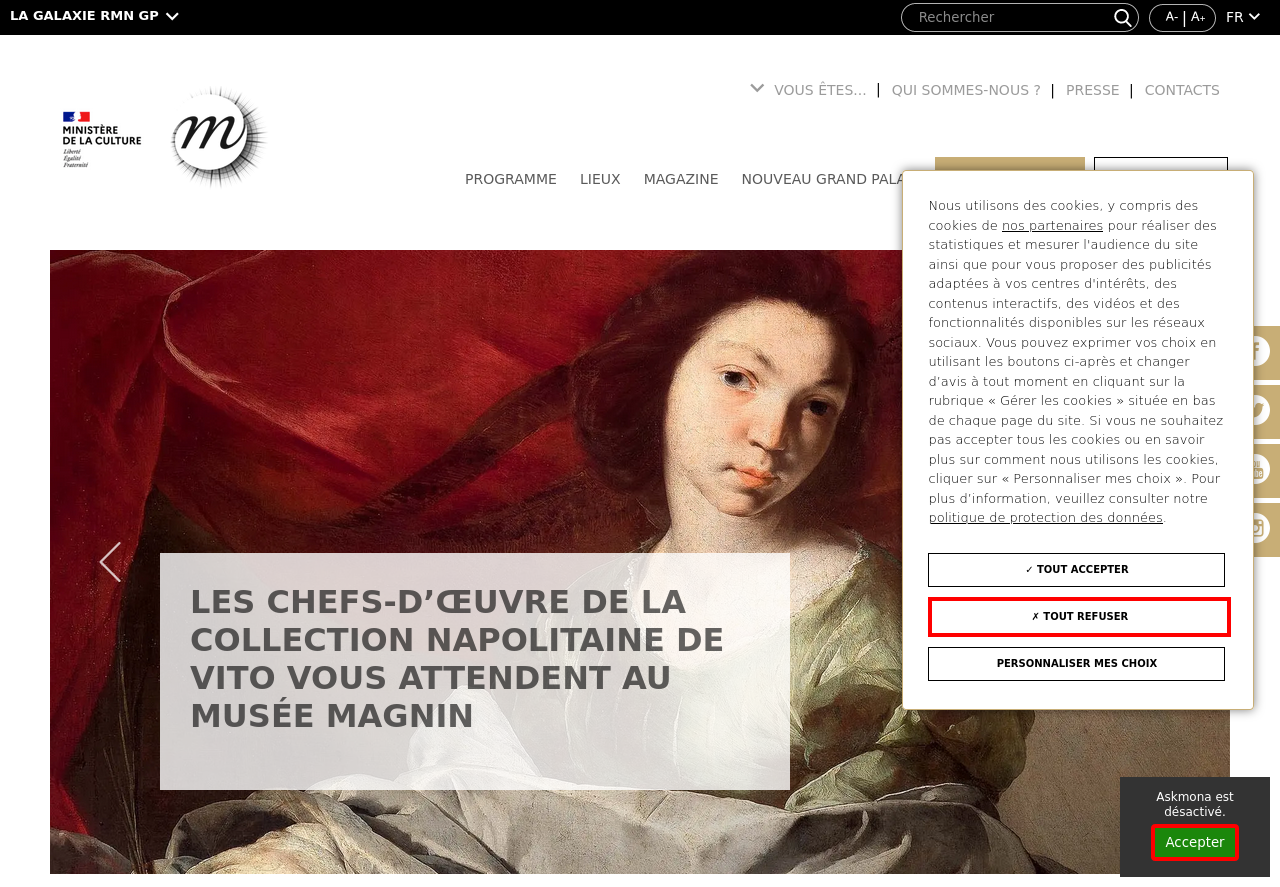 LA GALAXIE RMN GP
Rechercher
A- | A+
FR
VOUS ÊTES... | QUI SOMMES-NOUS ? | PRESSE | CONTACTS
MINISTÈRE
DE LA CULTURE
Liberté
Égalité
Fraternité
m
PROGRAMME LIEUX MAGAZINE NOUVEAU GRAND PALA
Nous utilisons des cookies, y compris des
cookies de nos partenaires pour réaliser des
statistiques et mesurer l'audience du site
ainsi que pour vous proposer des publicités
adaptées à vos centres d'intérêts, des
contenus interactifs, des vidéos et des
fonctionnalités disponibles sur les réseaux
sociaux. Vous pouvez exprimer vos choix en
utilisant les boutons ci-après et changer
d’avis à tout moment en cliquant sur la
rubrique « Gérer les cookies » située en bas
de chaque page du site. Si vous ne souhaitez
pas accepter tous les cookies ou en savoir
plus sur comment nous utilisons les cookies,
cliquer sur « Personnaliser mes choix ». Pour
plus d’information, veuillez consulter notre
politique de protection des données.
✓ TOUT ACCEPTER
✗ TOUT REFUSER
PERSONNALISER MES CHOIX
LES CHEFS-D’ŒUVRE DE LA
COLLECTION NAPOLITAINE DE
VITO VOUS ATTENDENT AU
MUSÉE MAGNIN
Askmona est
désactivé.
Accepter